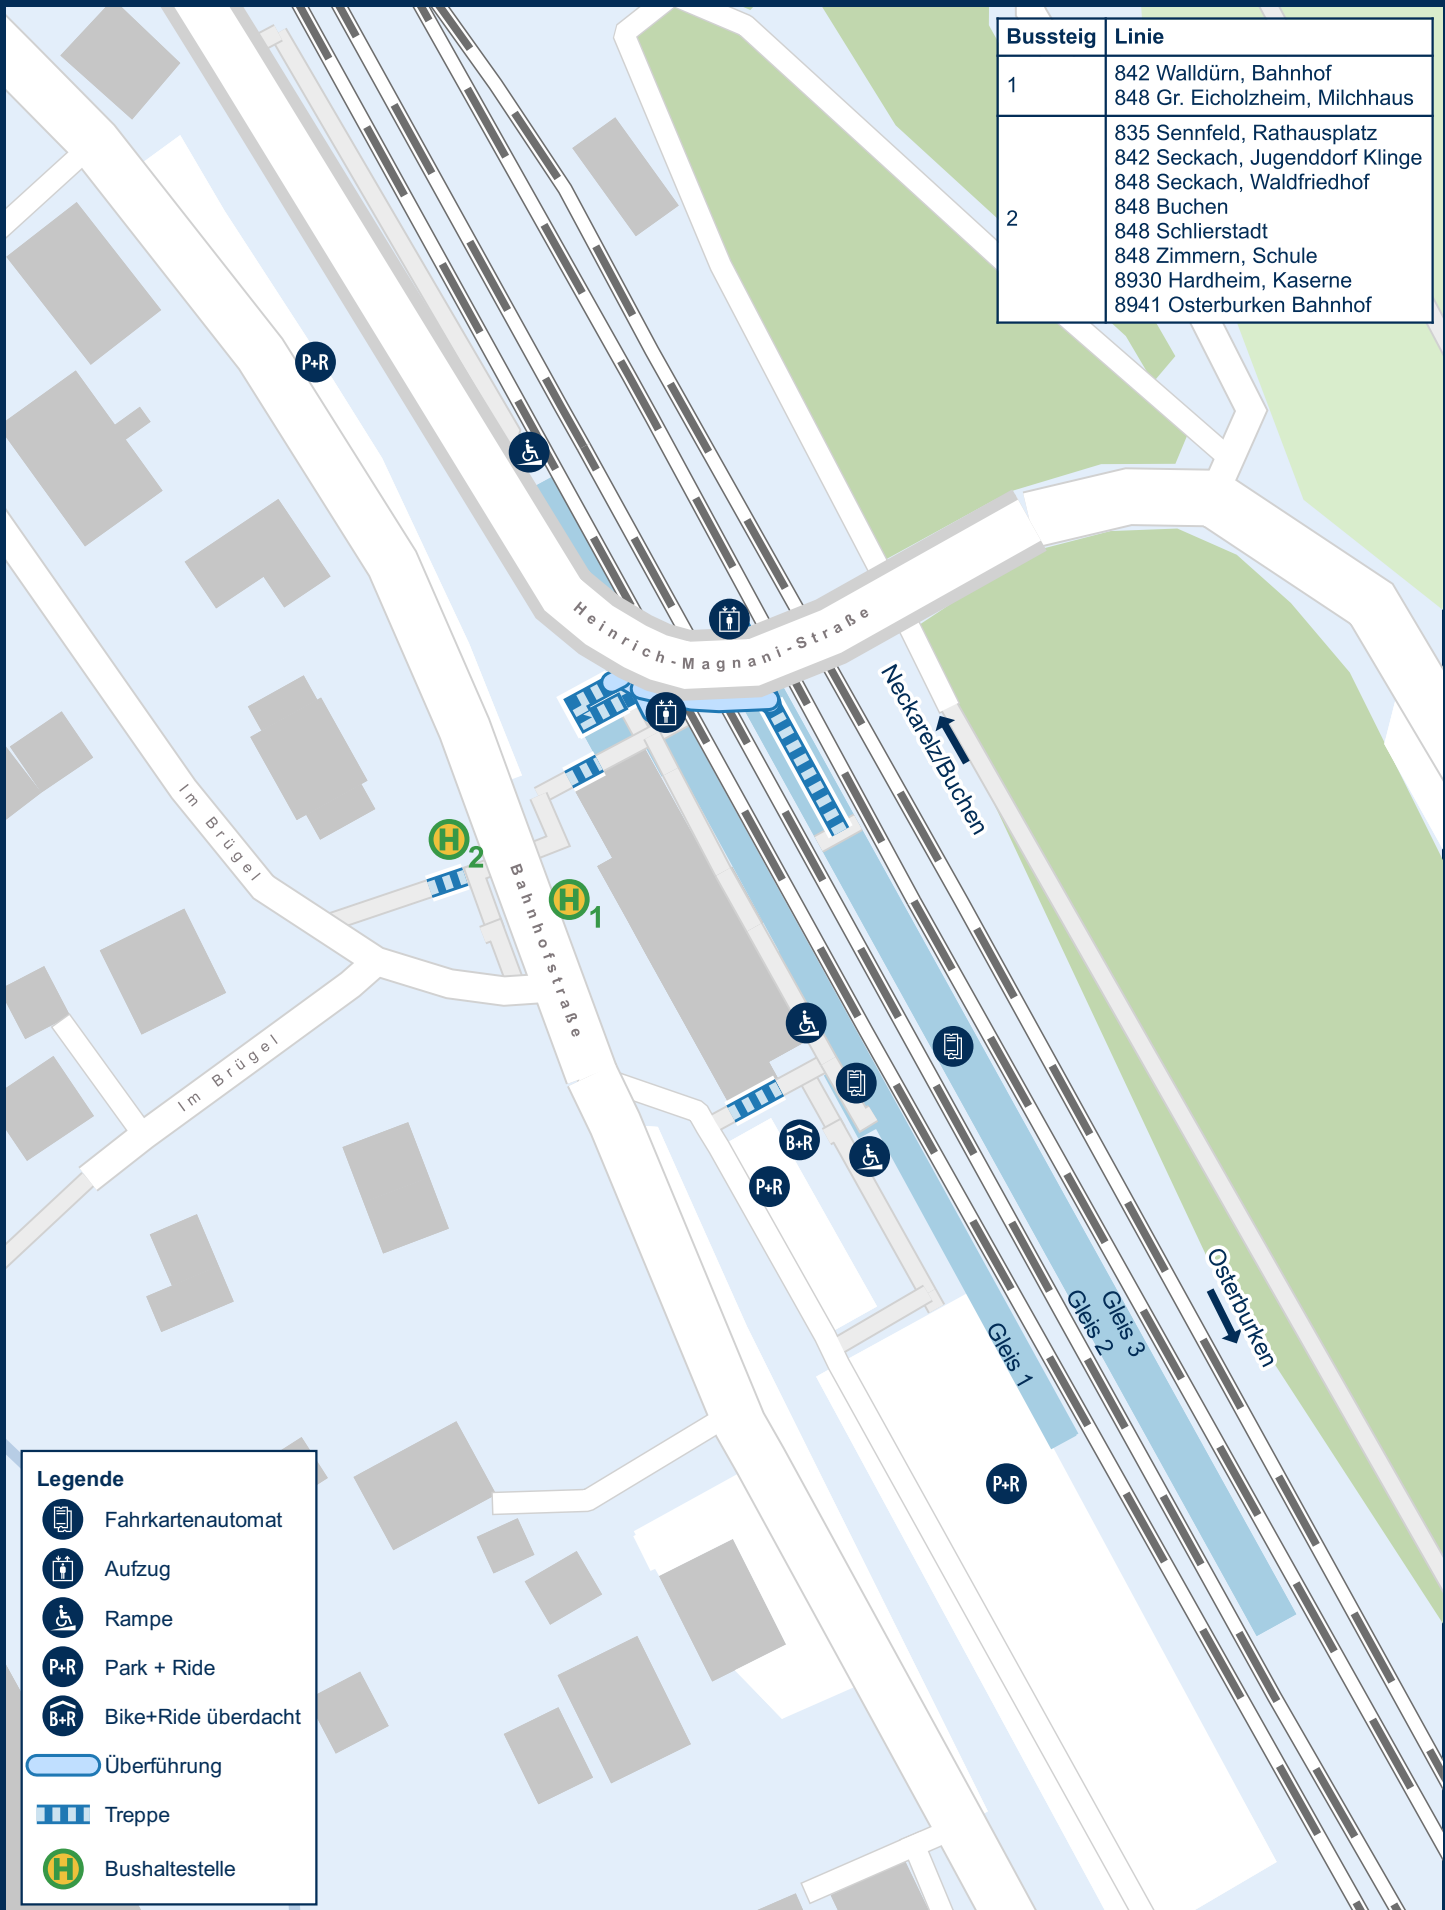 Bussteig
Linie
1
842 Walldürn, Bahnhof
848 Gr. Eicholzheim, Milchhaus
2
835 Sennfeld, Rathausplatz
842 Seckach, Jugenddorf Klinge
848 Seckach, Waldfriedhof
848 Buchen
848 Schlierstadt
848 Zimmern, Schule
8930 Hardheim, Kaserne
8941 Osterburken Bahnhof
P+R
Heinrich-Magnani-Straße
Neckarelz/Buchen
Im Brügel
H
2
Bahnhofstraße
H
1
Im Brügel
B+R
P+R
Osterburken
Gleis 3
Gleis 2
Gleis 1
P+R
Legende
Fahrkartenautomat
Aufzug
Rampe
P+R
Park + Ride
B+R
Bike+Ride überdacht
Überführung
Treppe
H
Bushaltestelle